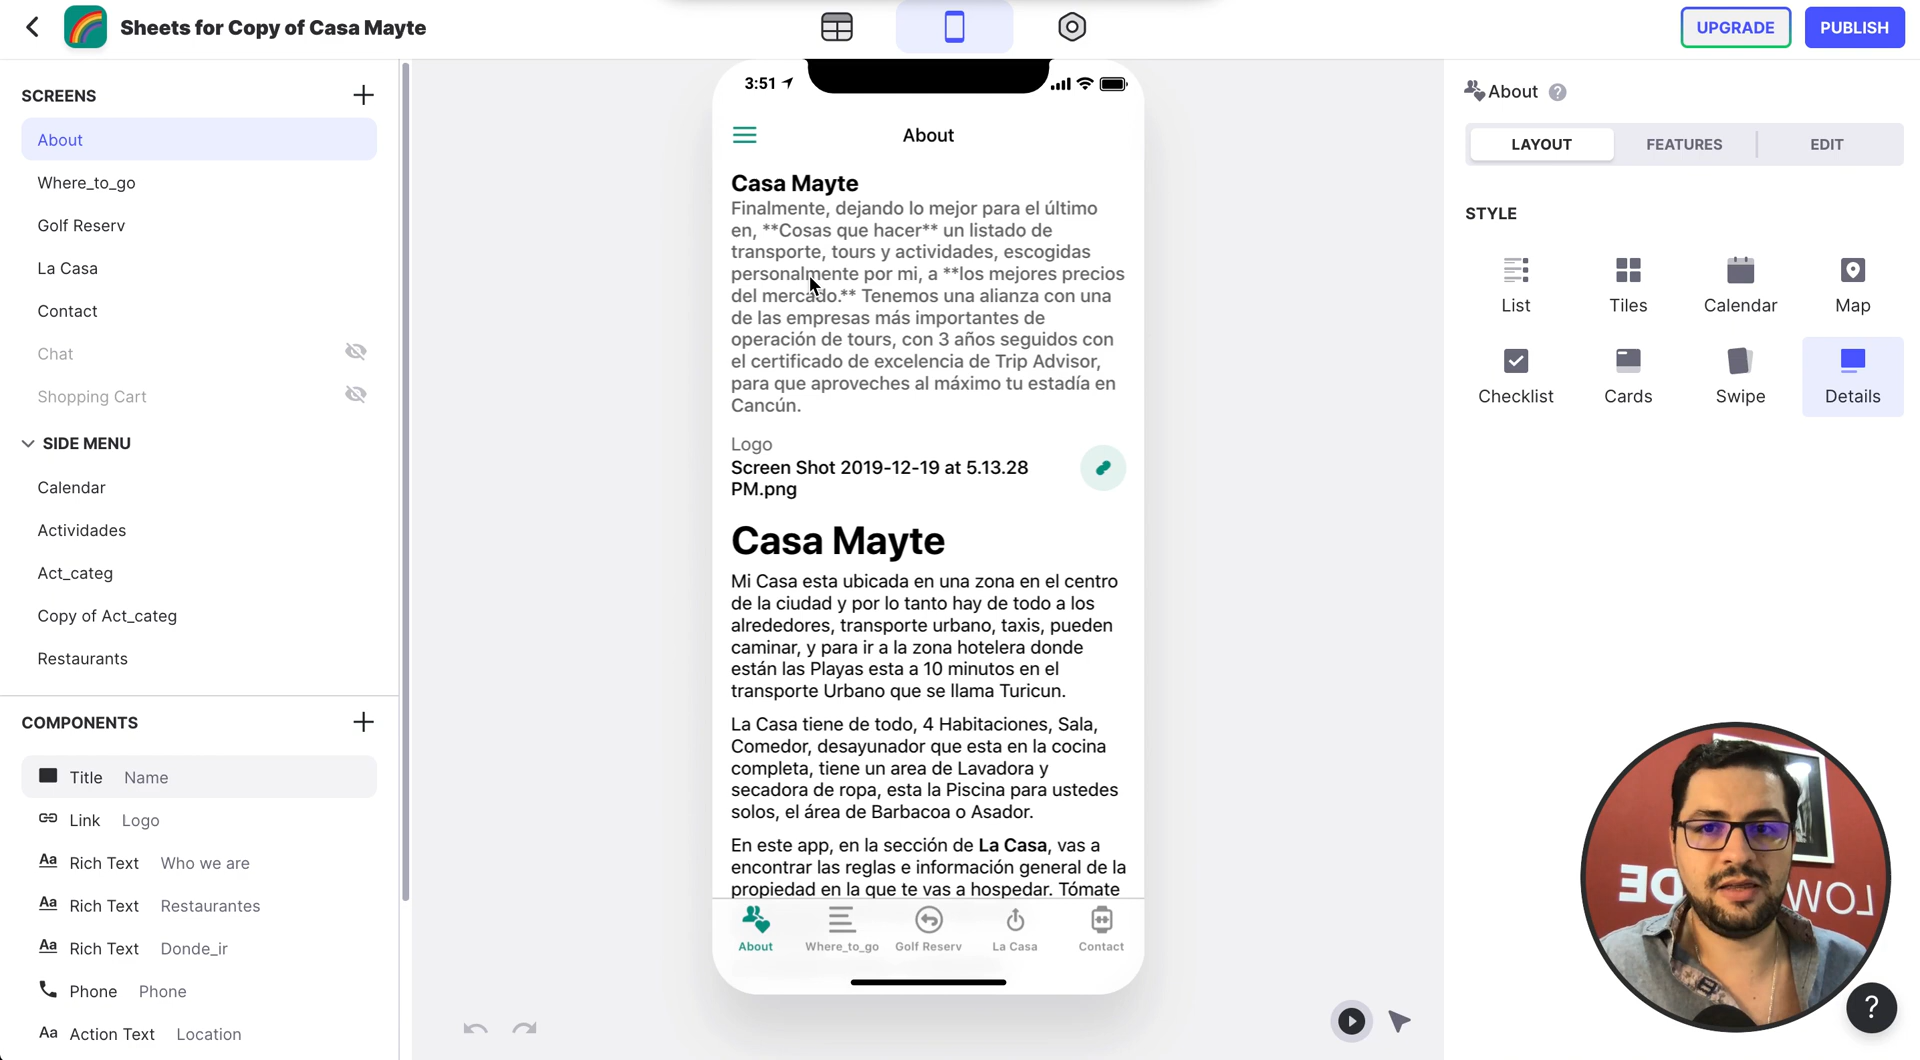 Sheets for Copy of Casa Mayte
UPGRADE
PUBLISH
SCREENS
About
Where_to_go
Golf Reserv
La Casa
Contact
Chat
Shopping Cart
SIDE MENU
Calendar
Actividades
Act_categ
Copy of Act_categ
Restaurants
COMPONENTS
Title Name
Link Logo
Aa Rich Text Who we are
Aa Rich Text Restaurantes
Aa Rich Text Donde_ir
Phone Phone
Aa Action Text Location
3:51
About
Casa Mayte
Finalmente, dejando lo mejor para el último
en, **Cosas que hacer** un listado de
transporte, tours y actividades, escogidas
personalmente por mi, a **los mejores precios
del mercado.** Tenemos una alianza con una
de las empresas más importantes de
operación de tours, con 3 años seguidos con
el certificado de excelencia de Trip Advisor,
para que aproveches al máximo tu estadía en
Cancún.
Logo
Screen Shot 2019-12-19 at 5.13.28
PM.png
Casa Mayte
Mi Casa esta ubicada en una zona en el centro
de la ciudad y por lo tanto hay de todo a los
alrededores, transporte urbano, taxis, pueden
caminar, y para ir a la zona hotelera donde
están las Playas esta a 10 minutos en el
transporte Urbano que se llama Turicun.
La Casa tiene de todo, 4 Habitaciones, Sala,
Comedor, desayunador que esta en la cocina
completa, tiene un area de Lavadora y
secadora de ropa, esta la Piscina para ustedes
solos, el área de Barbacoa o Asador.
En este app, en la sección de La Casa, vas a
encontrar las reglas e información general de la
propiedad en la que te vas a hospedar. Tómate
About
Where_to_go
Golf Reserv
La Casa
Contact
About ?
LAYOUT
FEATURES
EDIT
STYLE
List
Tiles
Calendar
Map
Checklist
Cards
Swipe
Details
?